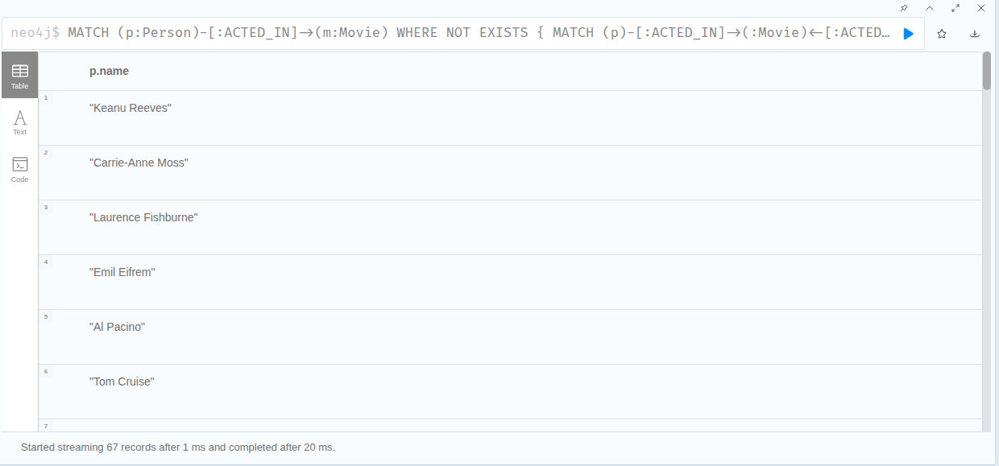 neo4j$ MATCH (p:Person)-[:ACTED_IN]->(m:Movie) WHERE NOT EXISTS { MATCH (p)-[:ACTED_IN]->(:Movie)<-[:ACTED…
Table
Text
Code
p.name
1
"Keanu Reeves"
2
"Carrie-Anne Moss"
3
"Laurence Fishburne"
4
"Emil Eifrem"
5
"Al Pacino"
6
"Tom Cruise"
7
Started streaming 67 records after 1 ms and completed after 20 ms.